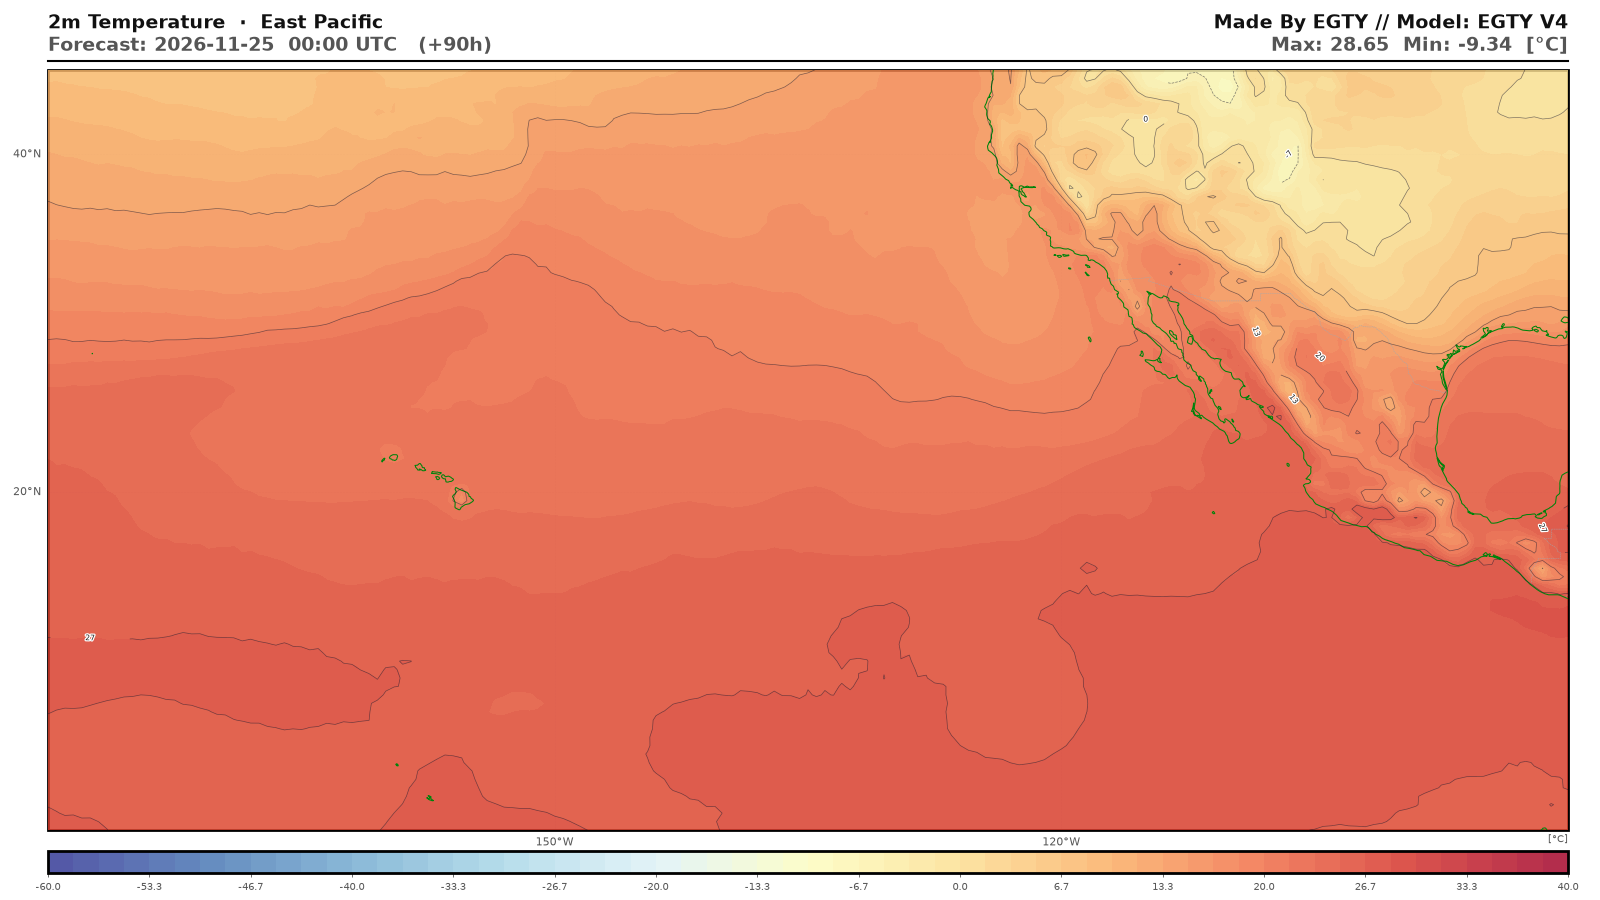 2m Temperature · East Pacific
Made By EGTY // Model: EGTY V4
Forecast: 2026-11-25 00:00 UTC (+90h)
Max: 28.65 Min: -9.34 [°C]
0
40°N
-7
13
20
13
20°N
27
27
150°W
120°W
[°C]
-60.0
-53.3
-46.7
-40.0
-33.3
-26.7
-20.0
-13.3
-6.7
0.0
6.7
13.3
20.0
26.7
33.3
40.0